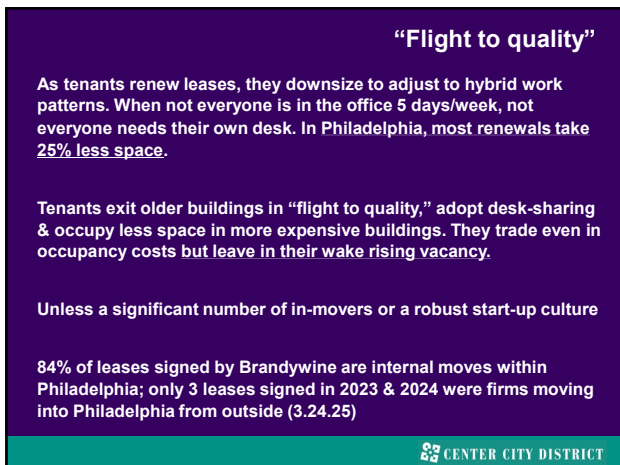 “Flight to quality”
As tenants renew leases, they downsize to adjust to hybrid work
patterns. When not everyone is in the office 5 days/week, not
everyone needs their own desk. In Philadelphia, most renewals take
25% less space.
Tenants exit older buildings in “flight to quality,” adopt desk-sharing
& occupy less space in more expensive buildings. They trade even in
occupancy costs but leave in their wake rising vacancy.
Unless a significant number of in-movers or a robust start-up culture
84% of leases signed by Brandywine are internal moves within
Philadelphia; only 3 leases signed in 2023 & 2024 were firms moving
into Philadelphia from outside (3.24.25)
CENTER CITY DISTRICT